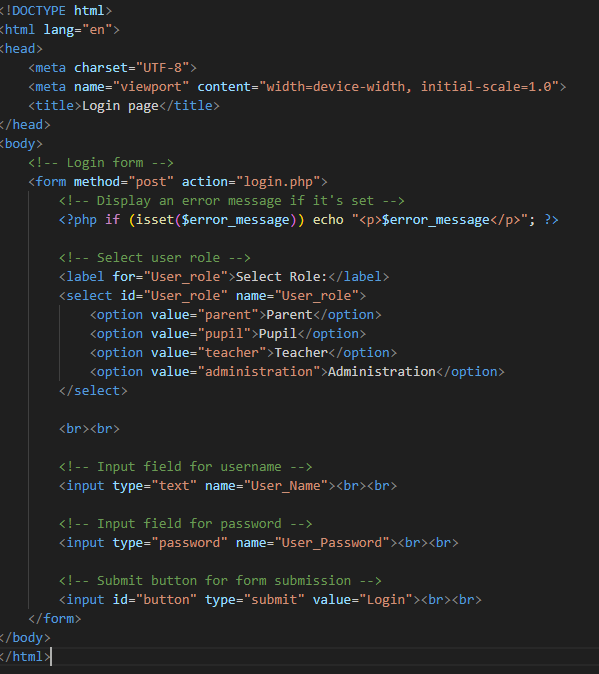 <!DOCTYPE html>
<html lang="en">
<head>
<meta charset="UTF-8">
<meta name="viewport" content="width=device-width, initial-scale=1.0">
<title>Login page</title>
</head>
<body>
<!-- Login form -->
<form method="post" action="login.php">
<!-- Display an error message if it's set -->
<?php if (isset($error_message)) echo "<p>$error_message</p>"; ?>
<!-- Select user role -->
<label for="User_role">Select Role:</label>
<select id="User_role" name="User_role">
<option value="parent">Parent</option>
<option value="pupil">Pupil</option>
<option value="teacher">Teacher</option>
<option value="administration">Administration</option>
</select>
<br><br>
<!-- Input field for username -->
<input type="text" name="User_Name"><br><br>
<!-- Input field for password -->
<input type="password" name="User_Password"><br><br>
<!-- Submit button for form submission -->
<input id="button" type="submit" value="Login"><br><br>
</form>
</body>
</html>